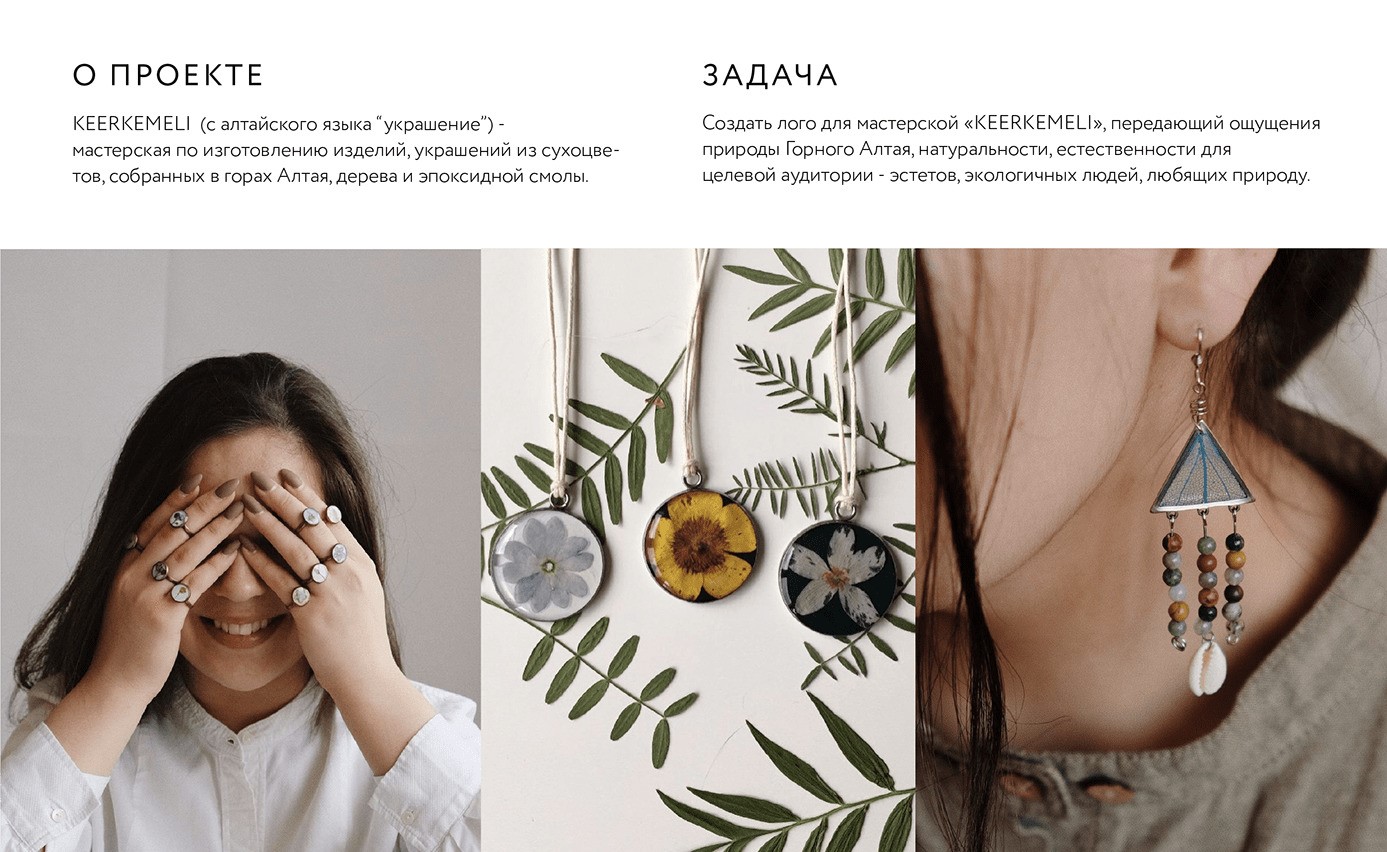 О ПРОЕКТЕ
KEERKEMELI (с алтайского языка “украшение”) -
мастерская по изготовлению изделий, украшений из сухоцве-
тов, собранных в горах Алтая, дерева и эпоксидной смолы.
ЗАДАЧА
Создать лого для мастерской «KEERKEMELI», передающий ощущения
природы Горного Алтая, натуральности, естественности для
целевой аудитории - эстетов, экологичных людей, любящих природу.